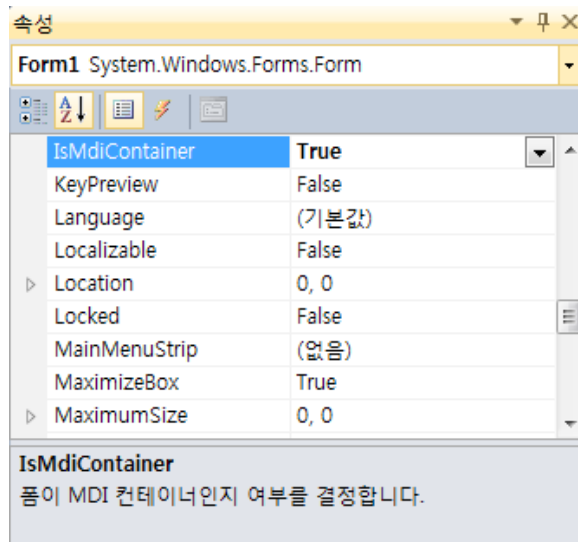 속성
Form1 System.Windows.Forms.Form
IsMdiContainer True
KeyPreview False
Language (기본값)
Localizable False
Location 0, 0
Locked False
MainMenuStrip (없음)
MaximizeBox True
MaximumSize 0, 0
IsMdiContainer
폼이 MDI 컨테이너인지 여부를 결정합니다.